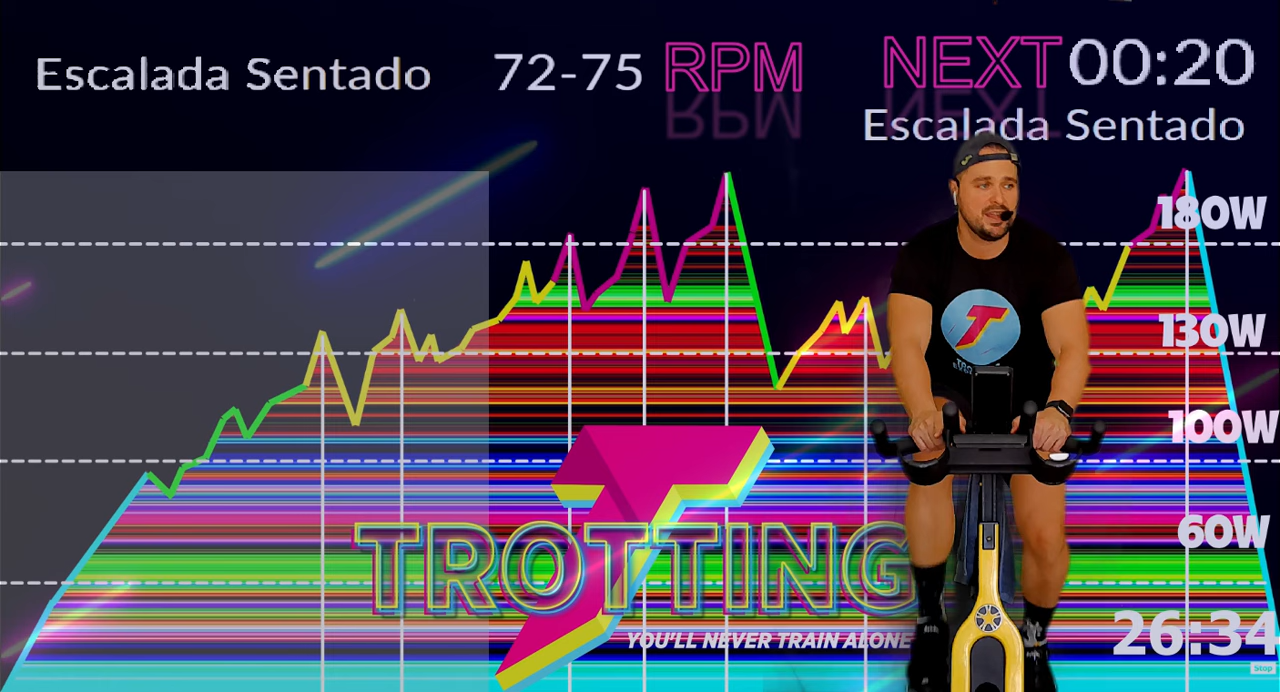 Escalada Sentado 72-75 RPM NEXT 00:20
Escalada Sentado
180W
130W
100W
60W
T
TROTTING
YOU'LL NEVER TRAIN ALONE
26:34
Stop